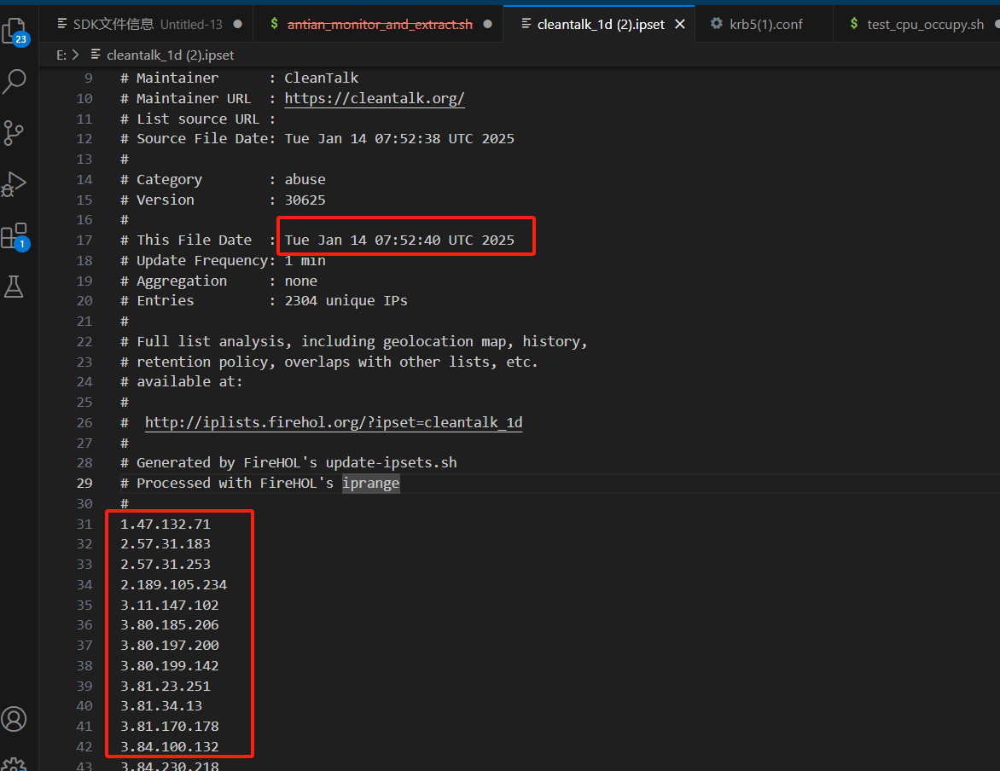 SDK文件信息 Untitled-13
$ antian_monitor_and_extract.sh
cleantalk_1d (2).ipset
krb5(1).conf
$ test_cpu_occupy.sh
23
E: > cleantalk_1d (2).ipset
9 # Maintainer : CleanTalk
10 # Maintainer URL : https://cleantalk.org/
11 # List source URL :
12 # Source File Date: Tue Jan 14 07:52:38 UTC 2025
13 #
14 # Category : abuse
15 # Version : 30625
16 #
17 # This File Date : Tue Jan 14 07:52:40 UTC 2025
1
18 # Update Frequency: 1 min
19 # Aggregation : none
20 # Entries : 2304 unique IPs
21 #
22 # Full list analysis, including geolocation map, history,
23 # retention policy, overlaps with other lists, etc.
24 # available at:
25 #
26 # http://iplists.firehol.org/?ipset=cleantalk_1d
27 #
28 # Generated by FireHOL's update-ipsets.sh
29 # Processed with FireHOL's iprange
30 #
31 1.47.132.71
32 2.57.31.183
33 2.57.31.253
34 2.189.105.234
35 3.11.147.102
36 3.80.185.206
37 3.80.197.200
38 3.80.199.142
39 3.81.23.251
40 3.81.34.13
41 3.81.170.178
42 3.84.100.132
43 3.84.230.218